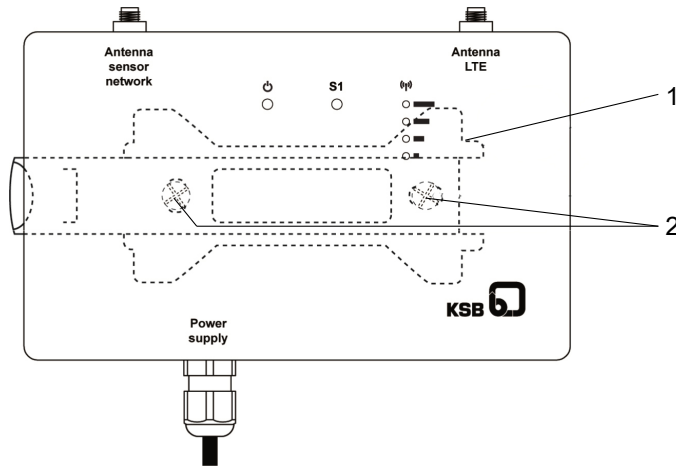 Antenna
sensor
network
Antenna
LTE
S1
1
2
KSB
Power
supply